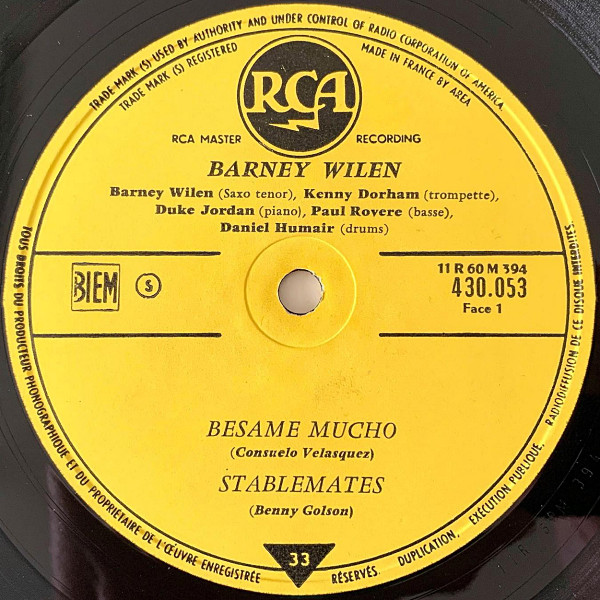 TRADE MARK (S) USED BY AUTHORITY AND UNDER CONTROL OF RADIO CORPORATION OF AMERICA.
TRADE MARK (S) REGISTERED
MADE IN FRANCE BY AREA
RCA
RCA MASTER RECORDING
BARNEY WILEN
Barney Wilen (Saxo tenor), Kenny Dorham (trompette),
Duke Jordan (piano), Paul Rovere (basse),
Daniel Humair (drums)
BIEM S
11 R 60 M 394
430.053
Face 1
BESAME MUCHO
(Consuelo Velasquez)
STABLEMATES
(Benny Golson)
33
TOUS DROITS DU PRODUCTEUR PHONOGRAPHIQUE ET DU PROPRIÉTAIRE DE L'ŒUVRE ENREGISTRÉE RÉSERVÉS. DUPLICATION, EXÉCUTION PUBLIQUE, RADIODIFFUSION DE CE DISQUE INTERDITES.